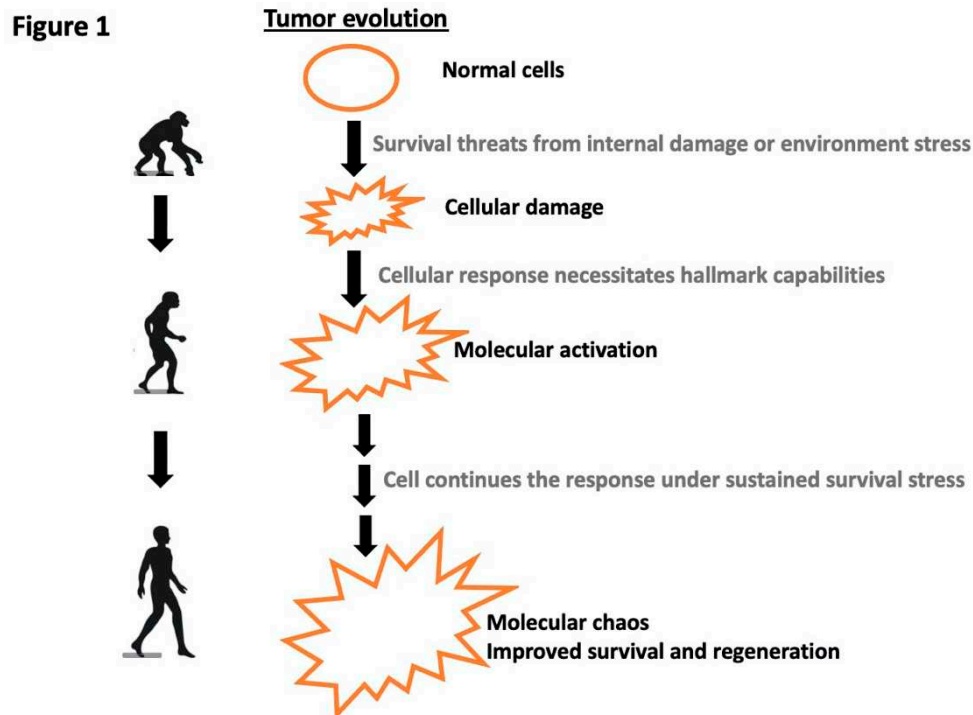 Figure 1
Tumor evolution
Normal cells
Survival threats from internal damage or environment stress
Cellular damage
Cellular response necessitates hallmark capabilities
Molecular activation
Cell continues the response under sustained survival stress
Molecular chaos
Improved survival and regeneration